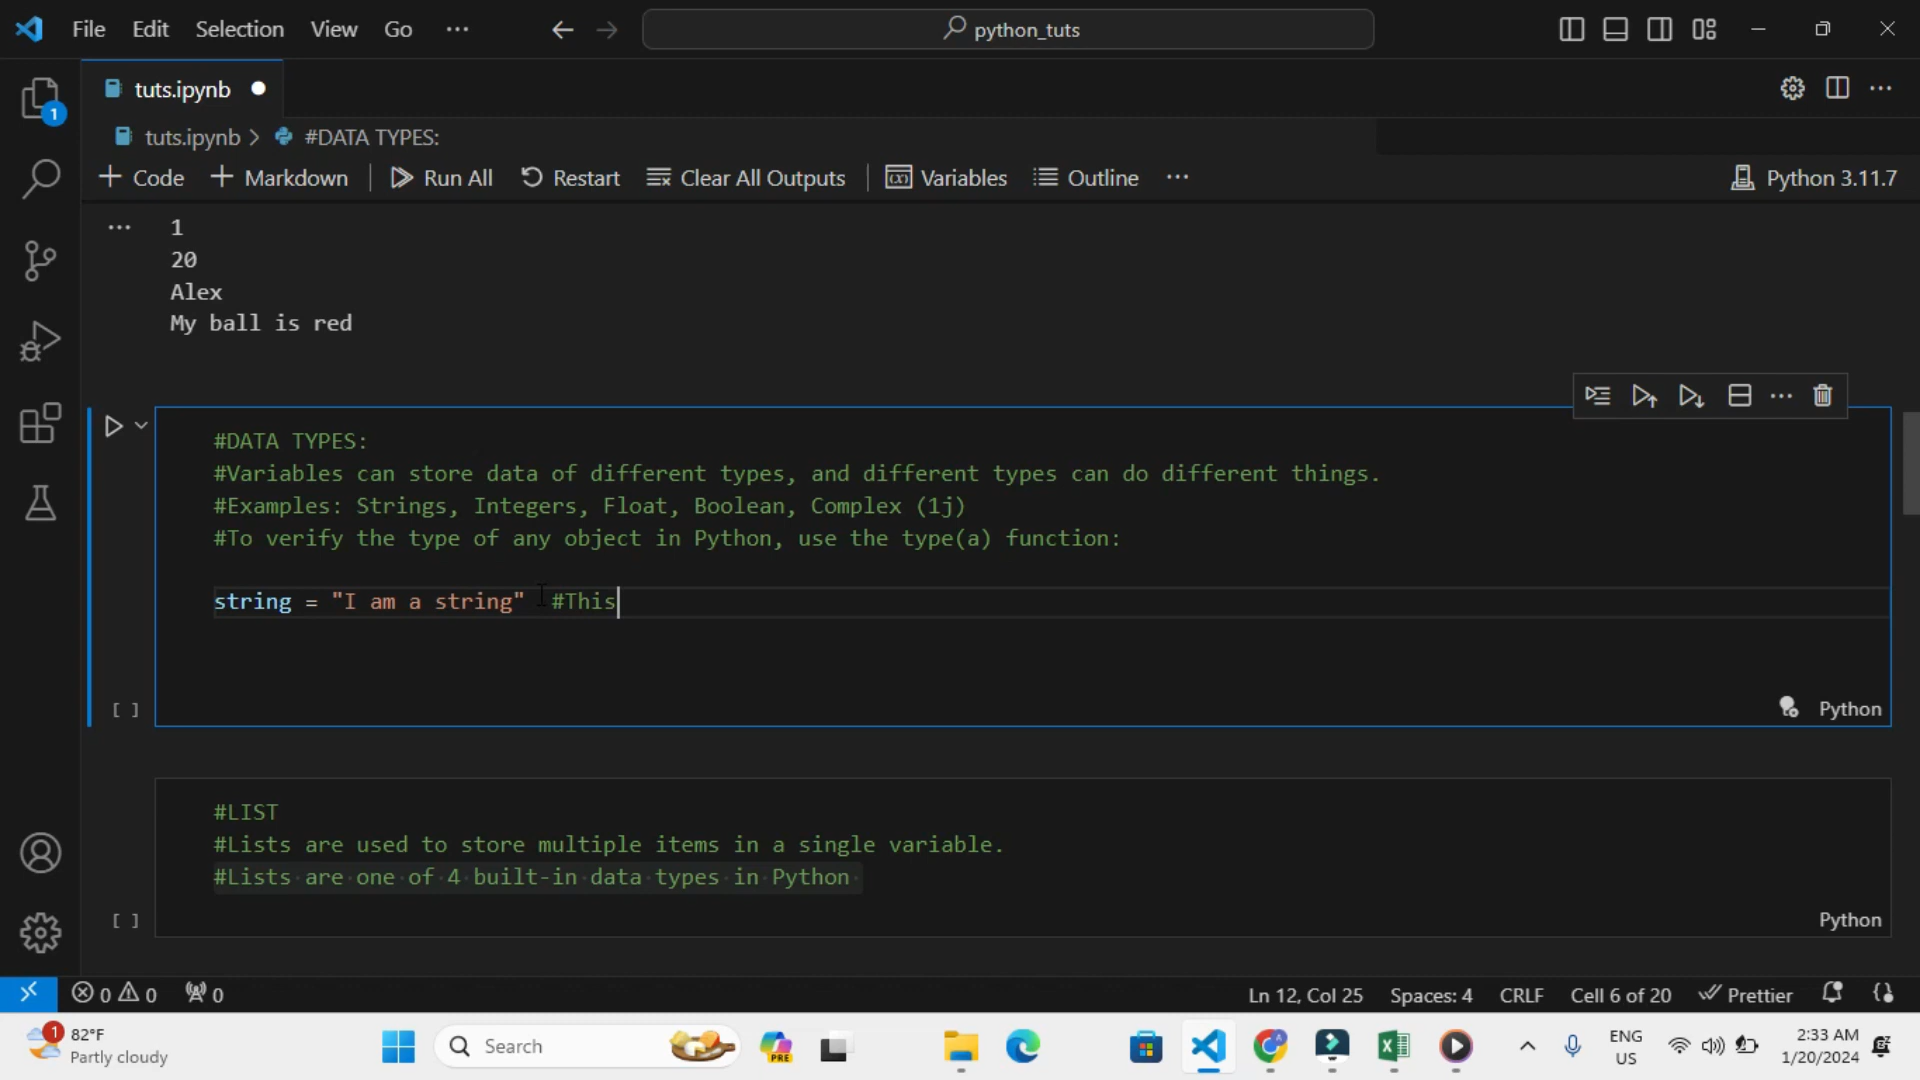 File Edit Selection View Go ··· python_tuts
tuts.ipynb
tuts.ipynb > #DATA TYPES:
Code Markdown Run All Restart Clear All Outputs Variables Outline ··· Python 3.11.7
1
20
Alex
My ball is red
#DATA TYPES:
#Variables can store data of different types, and different types can do different things.
#Examples: Strings, Integers, Float, Boolean, Complex (1j)
#To verify the type of any object in Python, use the type(a) function:
string = "I am a string"  #This
[ ] Python
#LIST
#Lists are used to store multiple items in a single variable.
#Lists are one of 4 built-in data types in Python
[ ] Python
0 0 0 Ln 12, Col 25 Spaces: 4 CRLF Cell 6 of 20 Prettier
1 82°F
Partly cloudy
Search
PRE
ENG
US
2:33 AM
1/20/2024